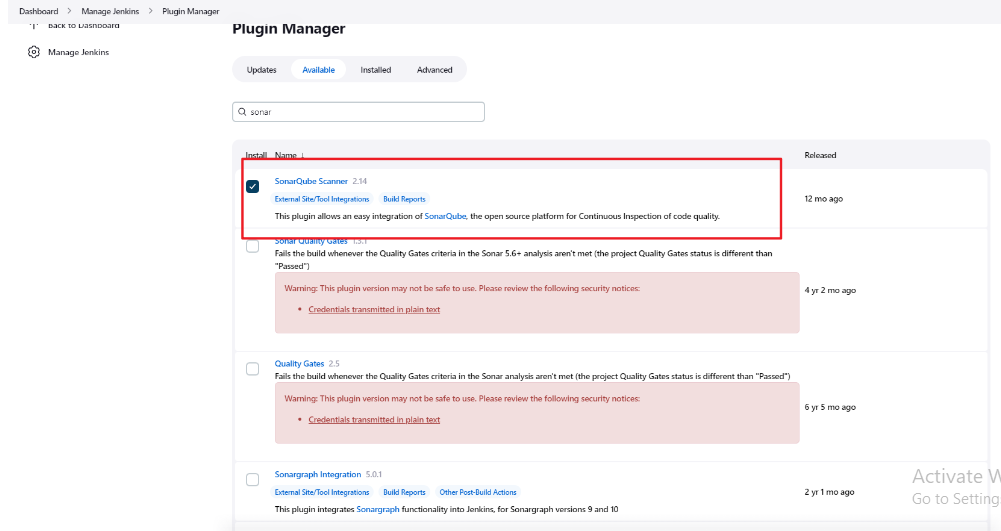 Dashboard > Manage Jenkins > Plugin Manager
Back to Dashboard
Manage Jenkins
Plugin Manager
Updates Available Installed Advanced
sonar
Install Name ↓ Released
SonarQube Scanner 2.14
External Site/Tool Integrations Build Reports
This plugin allows an easy integration of SonarQube, the open source platform for Continuous Inspection of code quality.
12 mo ago
Sonar Quality Gates 1.3.1
Fails the build whenever the Quality Gates criteria in the Sonar 5.6+ analysis aren't met (the project Quality Gates status is different than
"Passed")
Warning: This plugin version may not be safe to use. Please review the following security notices:
• Credentials transmitted in plain text
4 yr 2 mo ago
Quality Gates 2.5
Fails the build whenever the Quality Gates criteria in the Sonar analysis aren't met (the project Quality Gates status is different than "Passed")
Warning: This plugin version may not be safe to use. Please review the following security notices:
• Credentials transmitted in plain text
6 yr 5 mo ago
Sonargraph Integration 5.0.1
External Site/Tool Integrations Build Reports Other Post-Build Actions
This plugin integrates Sonargraph functionality into Jenkins, for Sonargraph versions 9 and 10
2 yr 1 mo ago
Activate W
Go to Setting